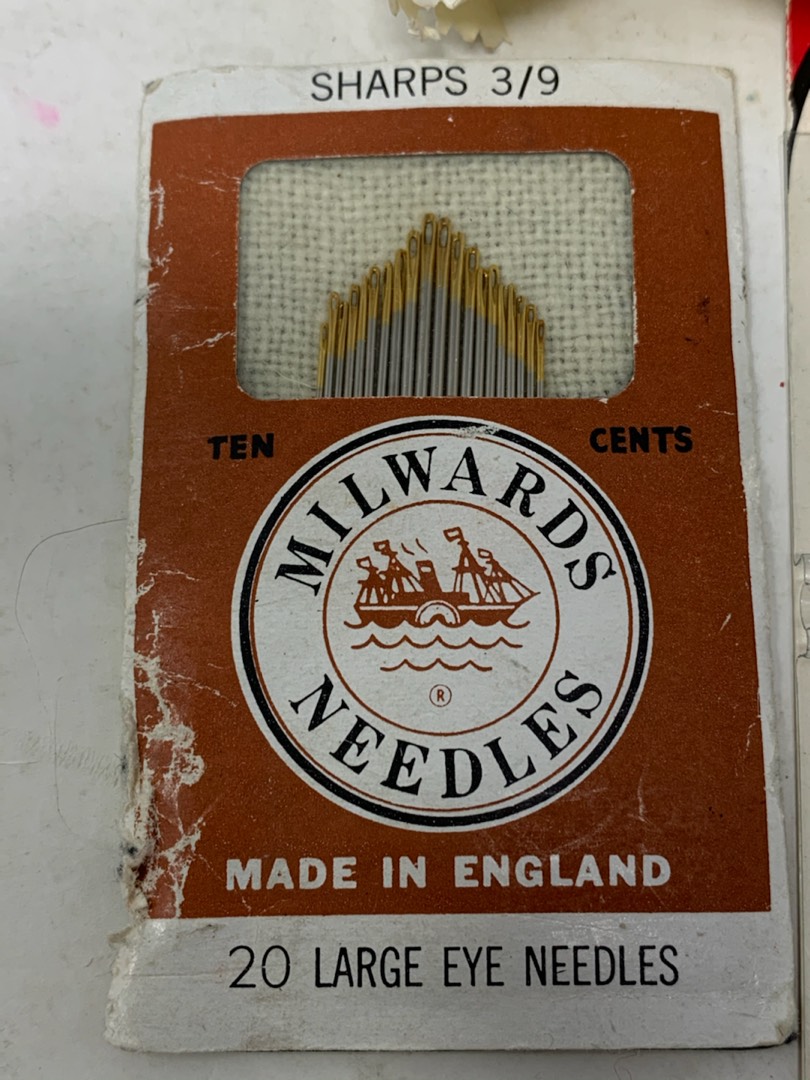 SHARPS 3/9
TEN CENTS
MILWARDS
®
NEEDLES
MADE IN ENGLAND
20 LARGE EYE NEEDLES